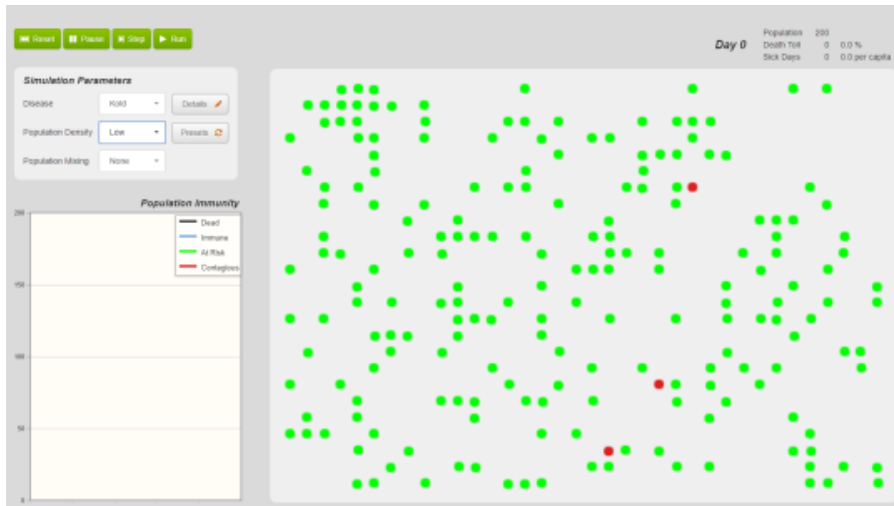 Reset Pause Step Run
Day 0
Population 200
Death Toll 0 0.0 %
Sick Days 0 0.0 per capita
Simulation Parameters
Disease Kold Details
Population Density Low Presets
Population Mixing None
Population Immunity
Dead
Immune
At Risk
Contagious
200
150
100
50
0